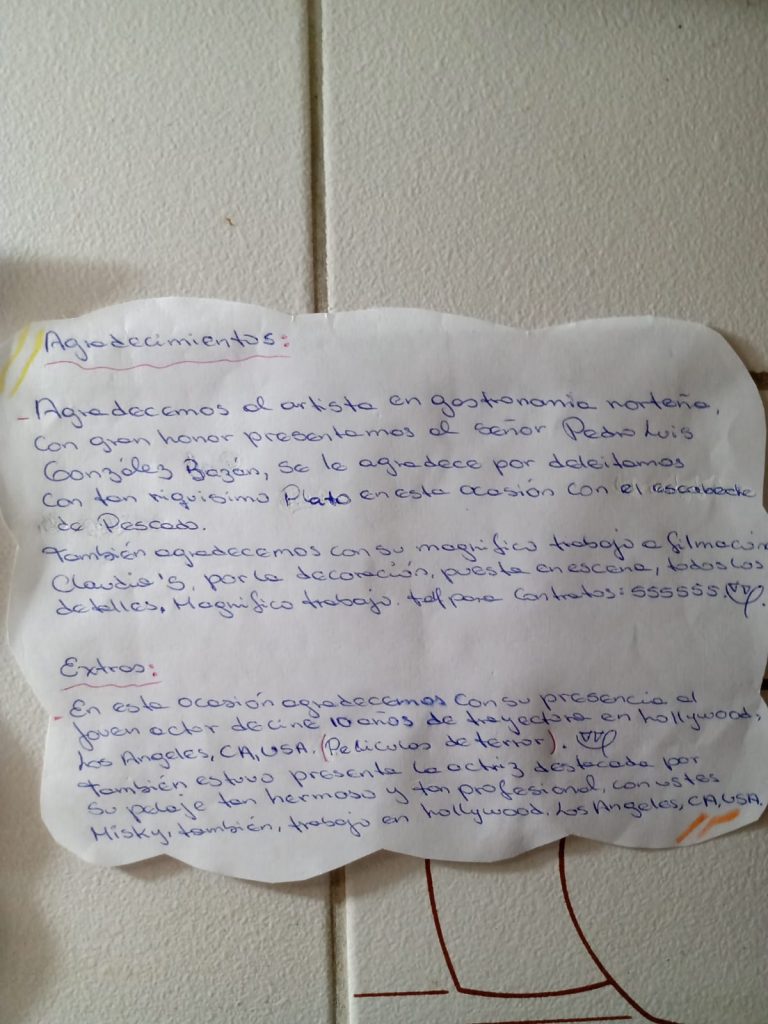 Agradecimientos:
- Agradecemos al artista en gastronomia norteña,
con gran honor presentamos al señor Pedro Luis
González Bazán, se le agradece por deleitarnos
con tan riquisimo Plato en esta ocasión con el escabeche
de Pescado.
también agradecemos con su magnifico trabajo a filmación
Claudia's, por la decoración, puesta en escena, todos los
detalles, Magnifico trabajo. telf para contratos: 555555.
Extras:
- En esta ocasión agradecemos con su presencia al
joven actor de cine 10 años de trayectoria en hollywood,
Los Angeles, CA, USA. (Peliculas de terror).
también estuvo presente la actriz destacada por
su pelaje tan hermoso y tan profesional, con ustes
Misky, también, trabajo en hollywood, Los Angeles, CA, USA.